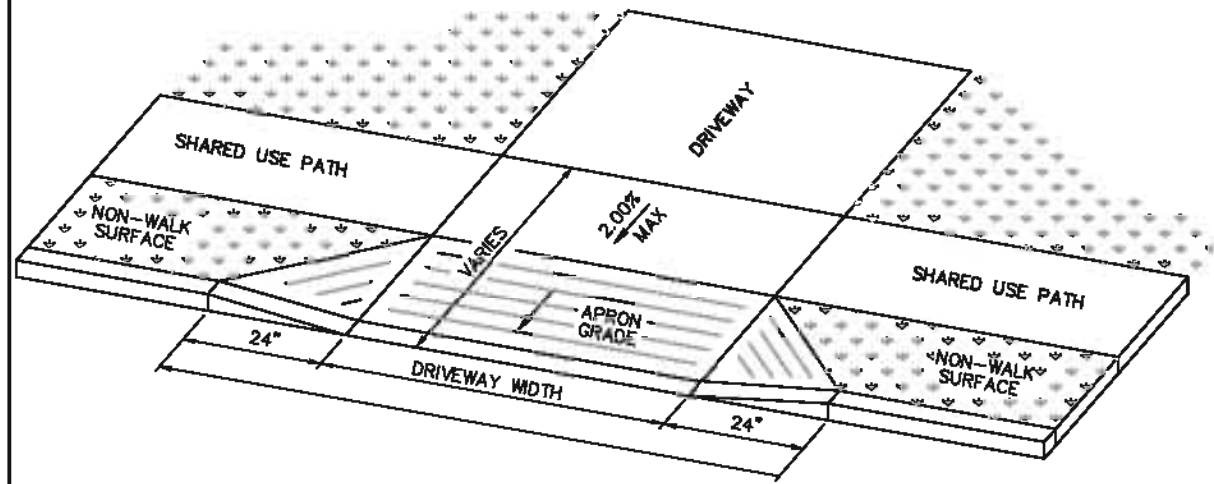 DRIVEWAY
SHARED USE PATH
NON-WALK
SURFACE
VARIES
2.00%
MAX
APRON
GRADE
SHARED USE PATH
NON-WALK
SURFACE
24"
DRIVEWAY WIDTH
24"